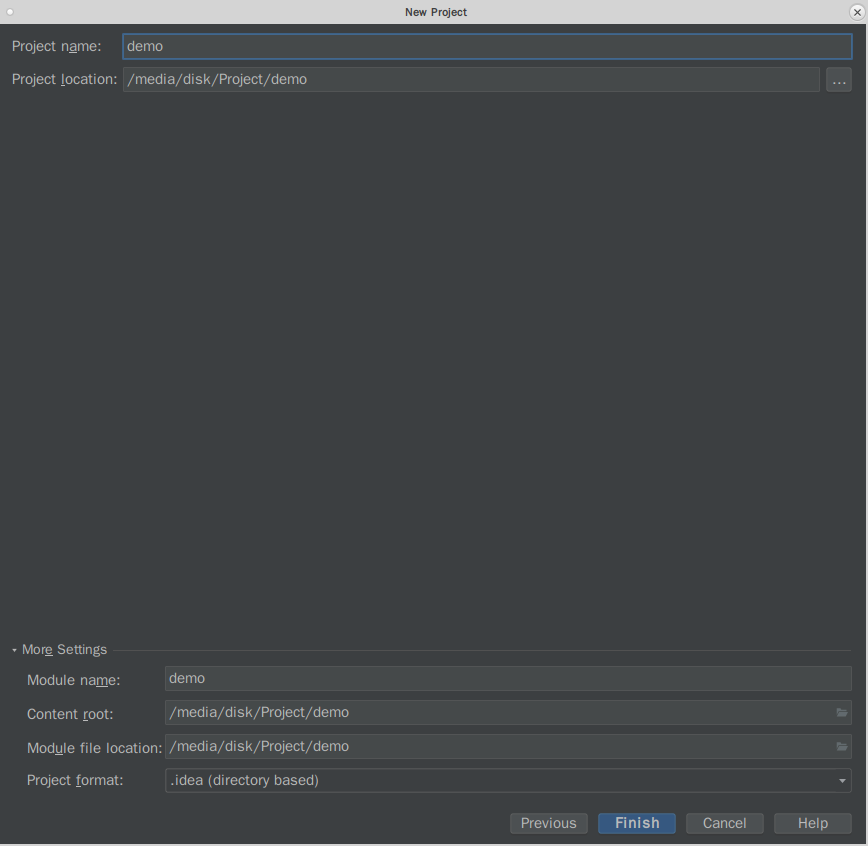 New Project
Project name: demo
Project location: /media/disk/Project/demo ...
More Settings
Module name: demo
Content root: /media/disk/Project/demo
Module file location: /media/disk/Project/demo
Project format: .idea (directory based)
Previous Finish Cancel Help